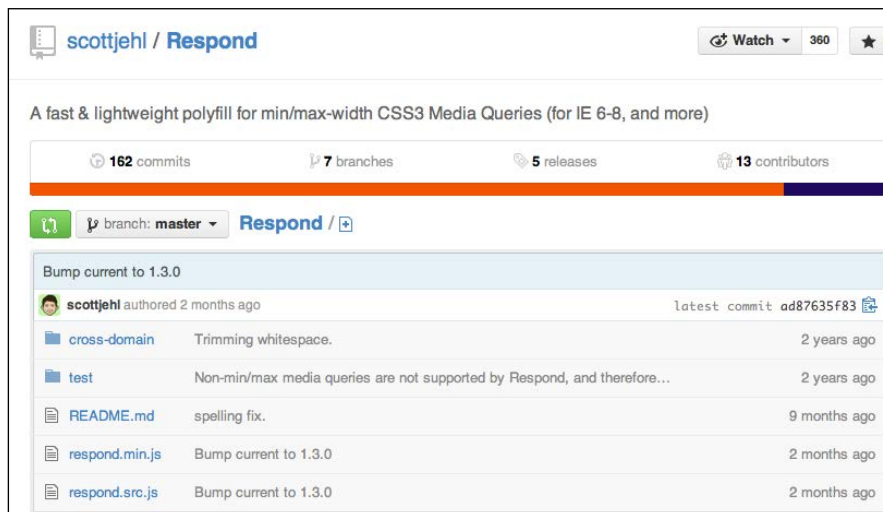 scottjehl / Respond
Watch 360
A fast & lightweight polyfill for min/max-width CSS3 Media Queries (for IE 6-8, and more)
162 commits 7 branches 5 releases 13 contributors
branch: master Respond /
Bump current to 1.3.0
scottjehl authored 2 months ago latest commit ad87635f83
cross-domain Trimming whitespace. 2 years ago
test Non-min/max media queries are not supported by Respond, and therefore... 2 years ago
README.md spelling fix. 9 months ago
respond.min.js Bump current to 1.3.0 2 months ago
respond.src.js Bump current to 1.3.0 2 months ago